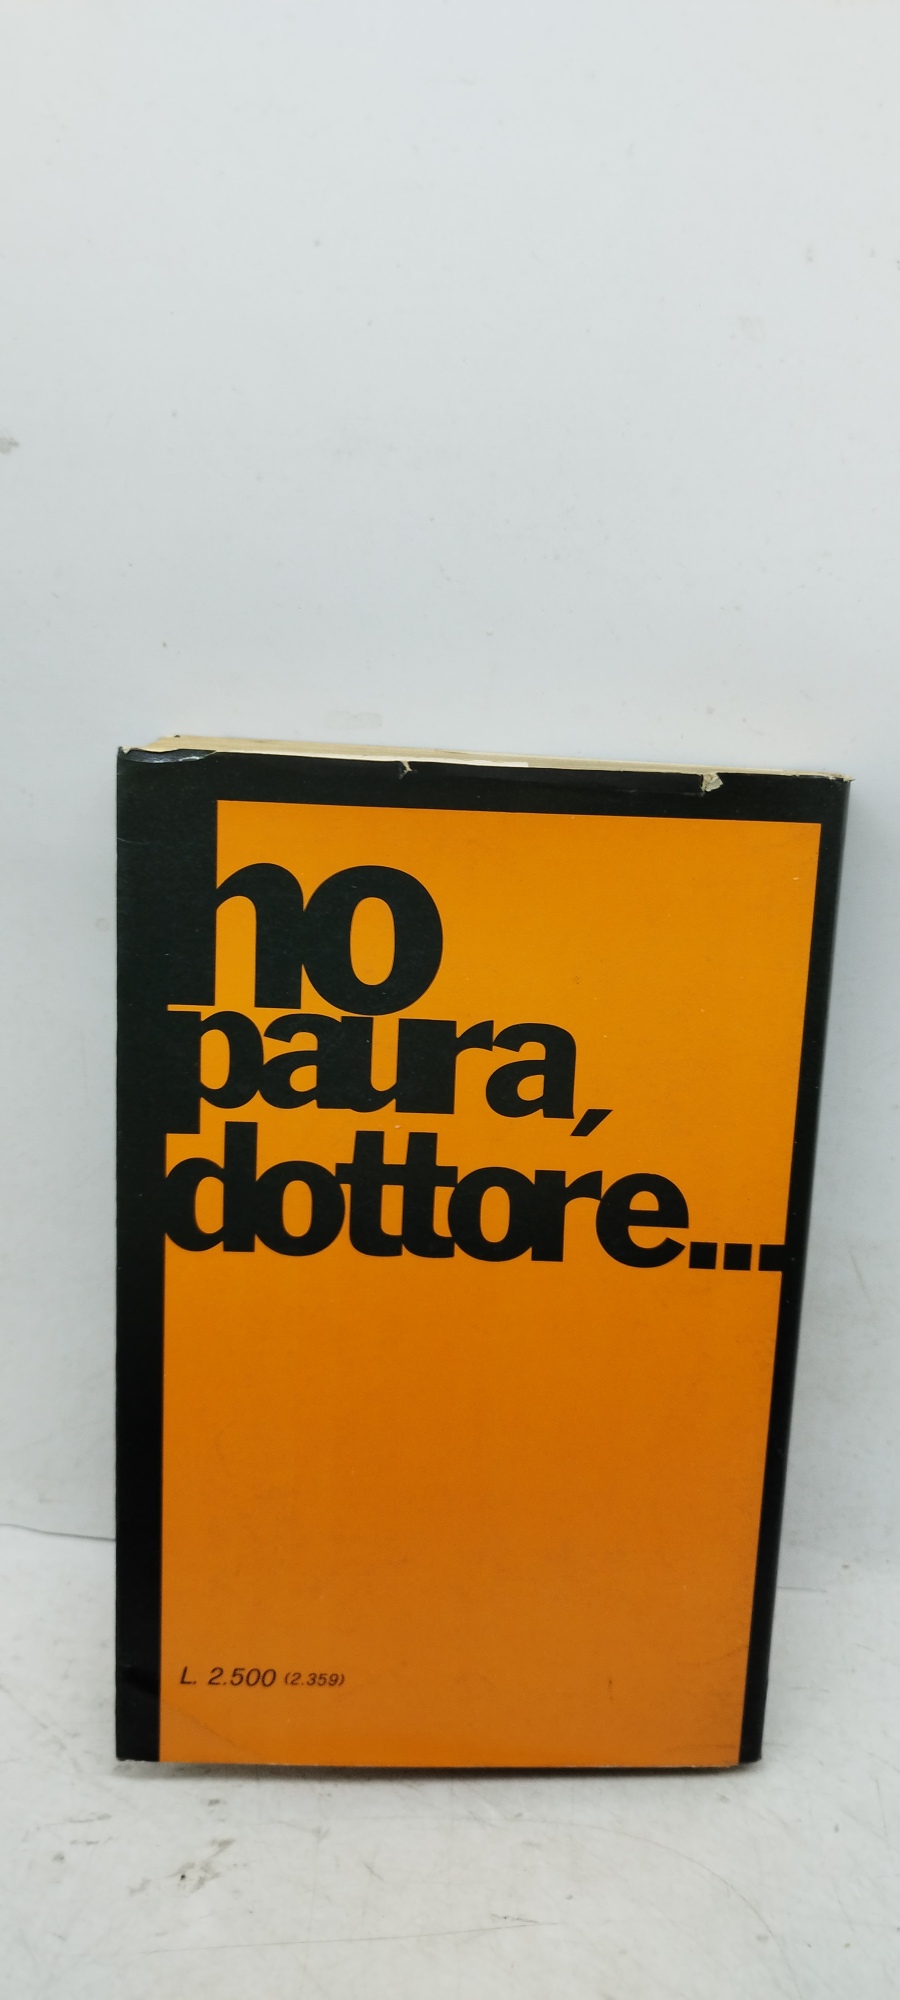 ho
paura,
dottore...
L. 2.500 (2.359)